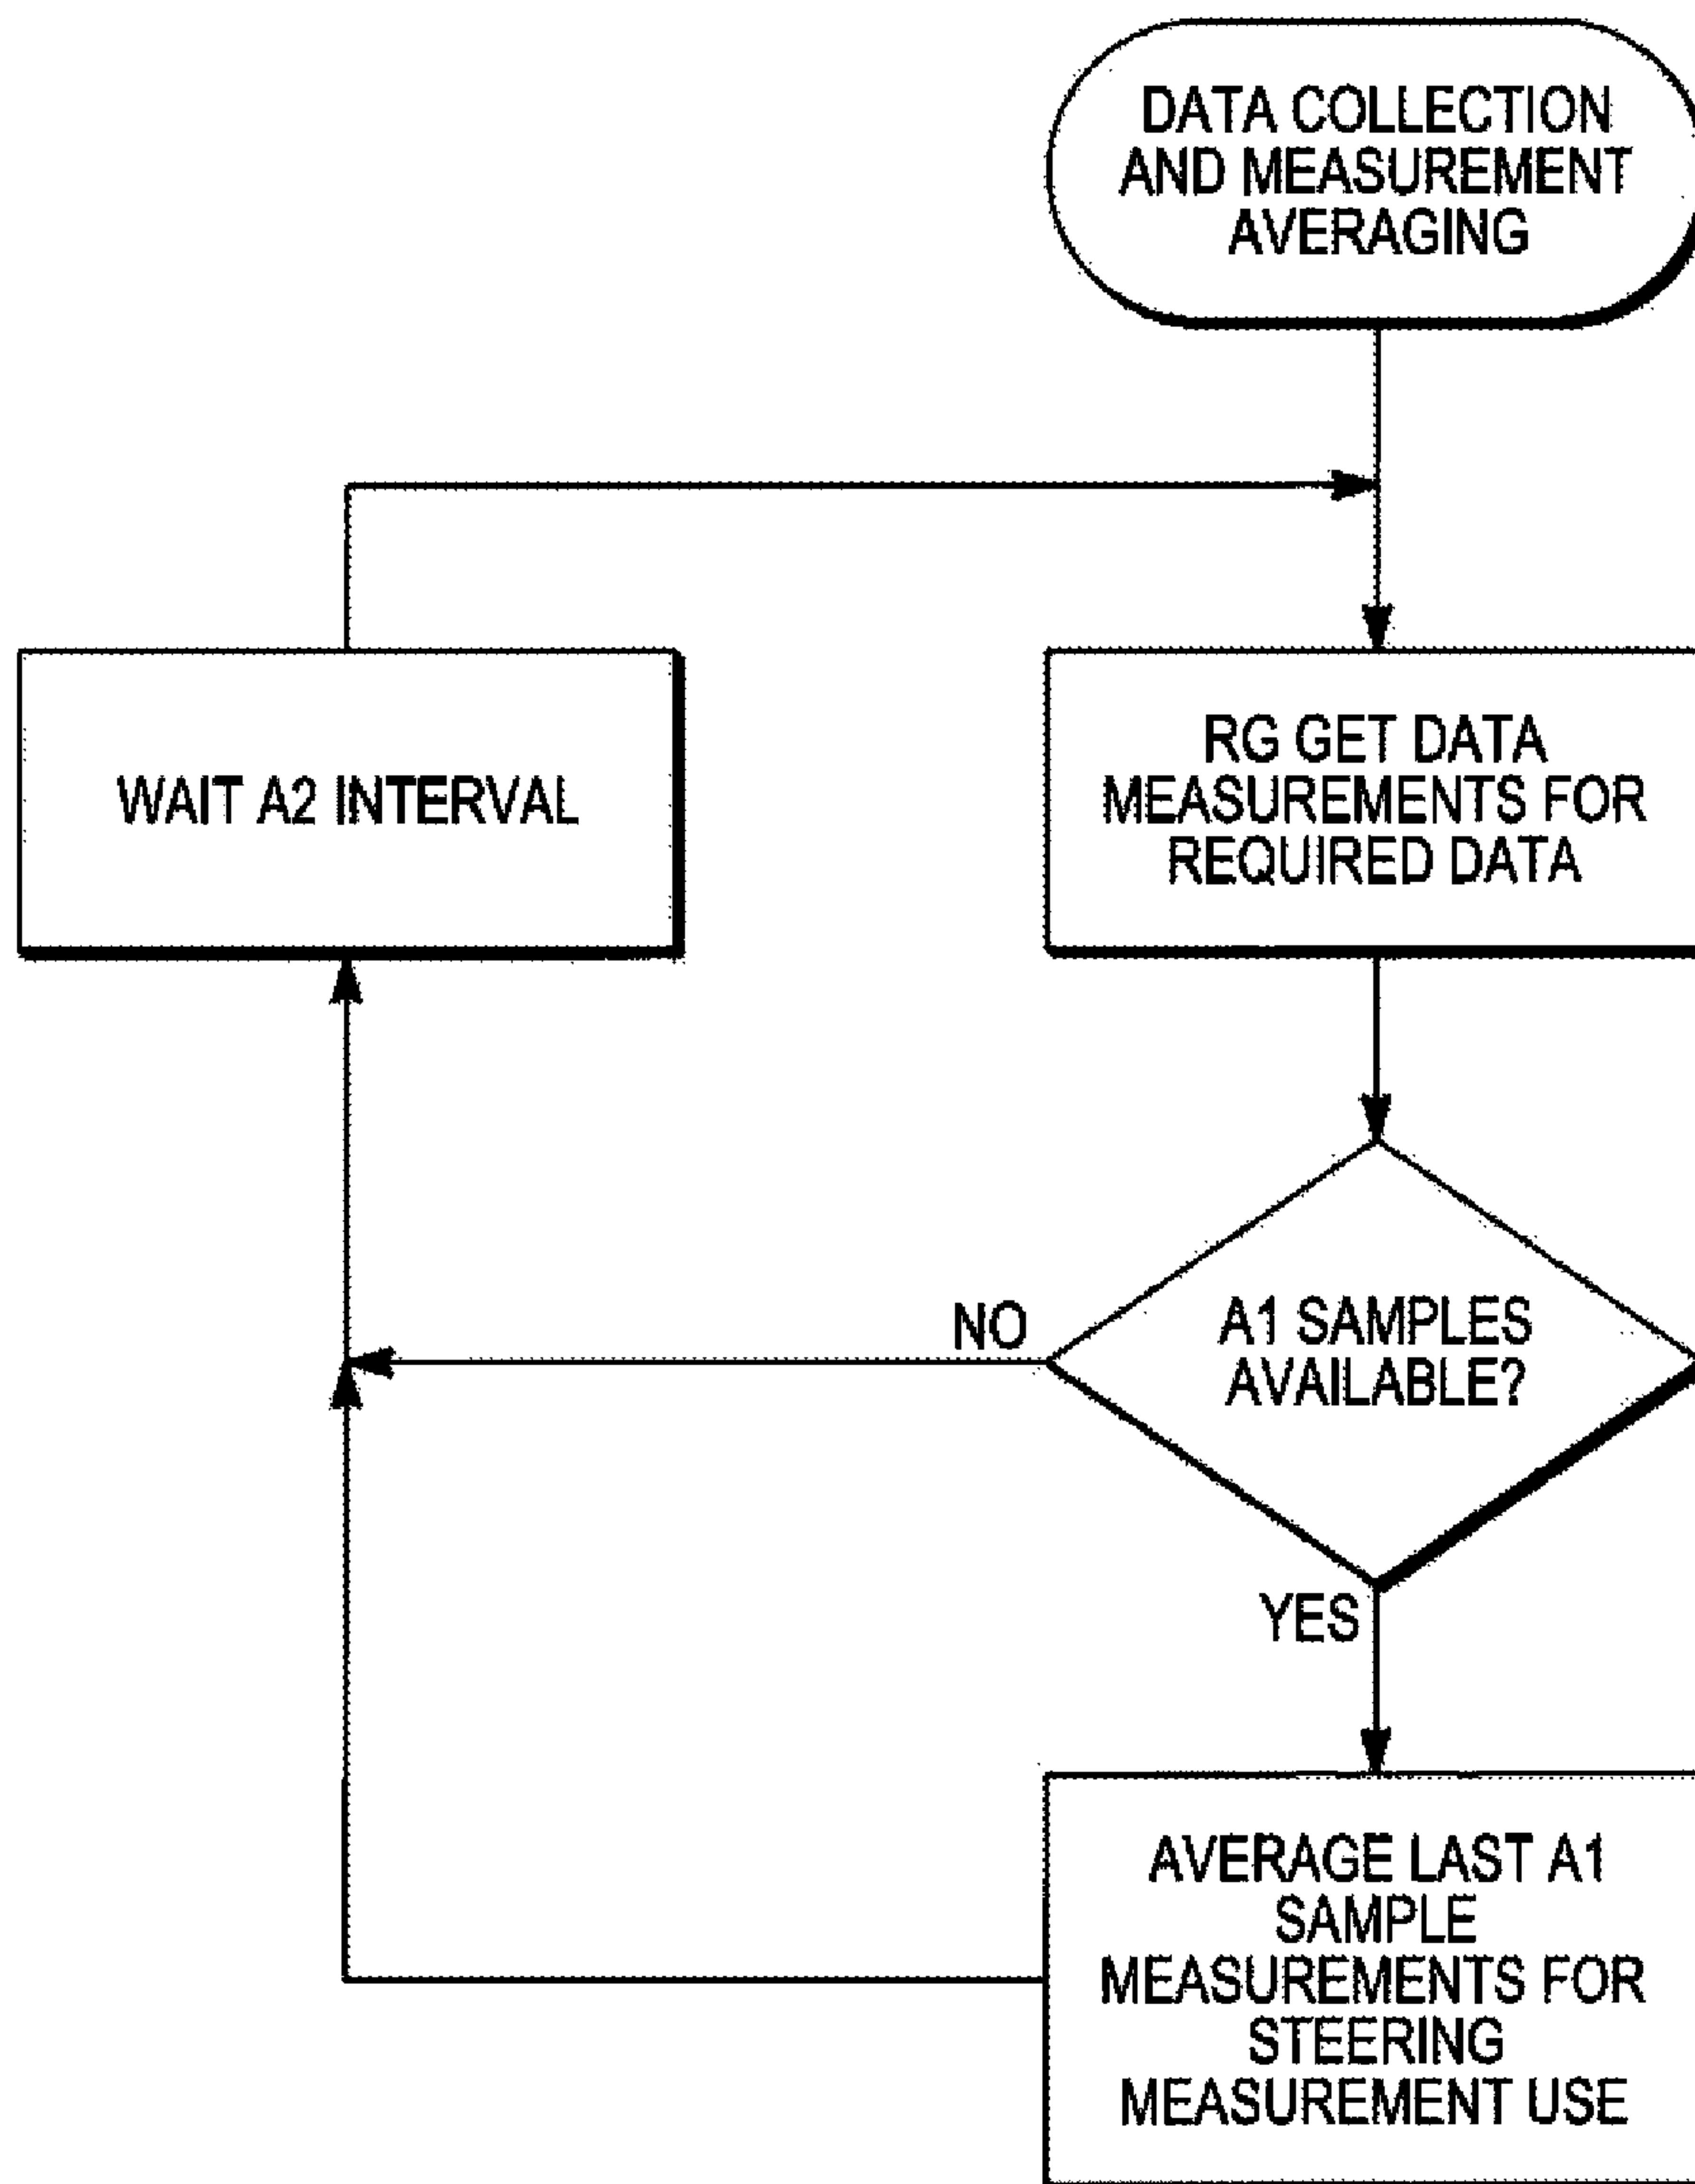 DATA COLLECTION
AND MEASUREMENT
AVERAGING
WAIT A2 INTERVAL
RG GET DATA
MEASUREMENTS FOR
REQUIRED DATA
NO
A1 SAMPLES
AVAILABLE?
YES
AVERAGE LAST A1
SAMPLE
MEASUREMENTS FOR
STEERING
MEASUREMENT USE